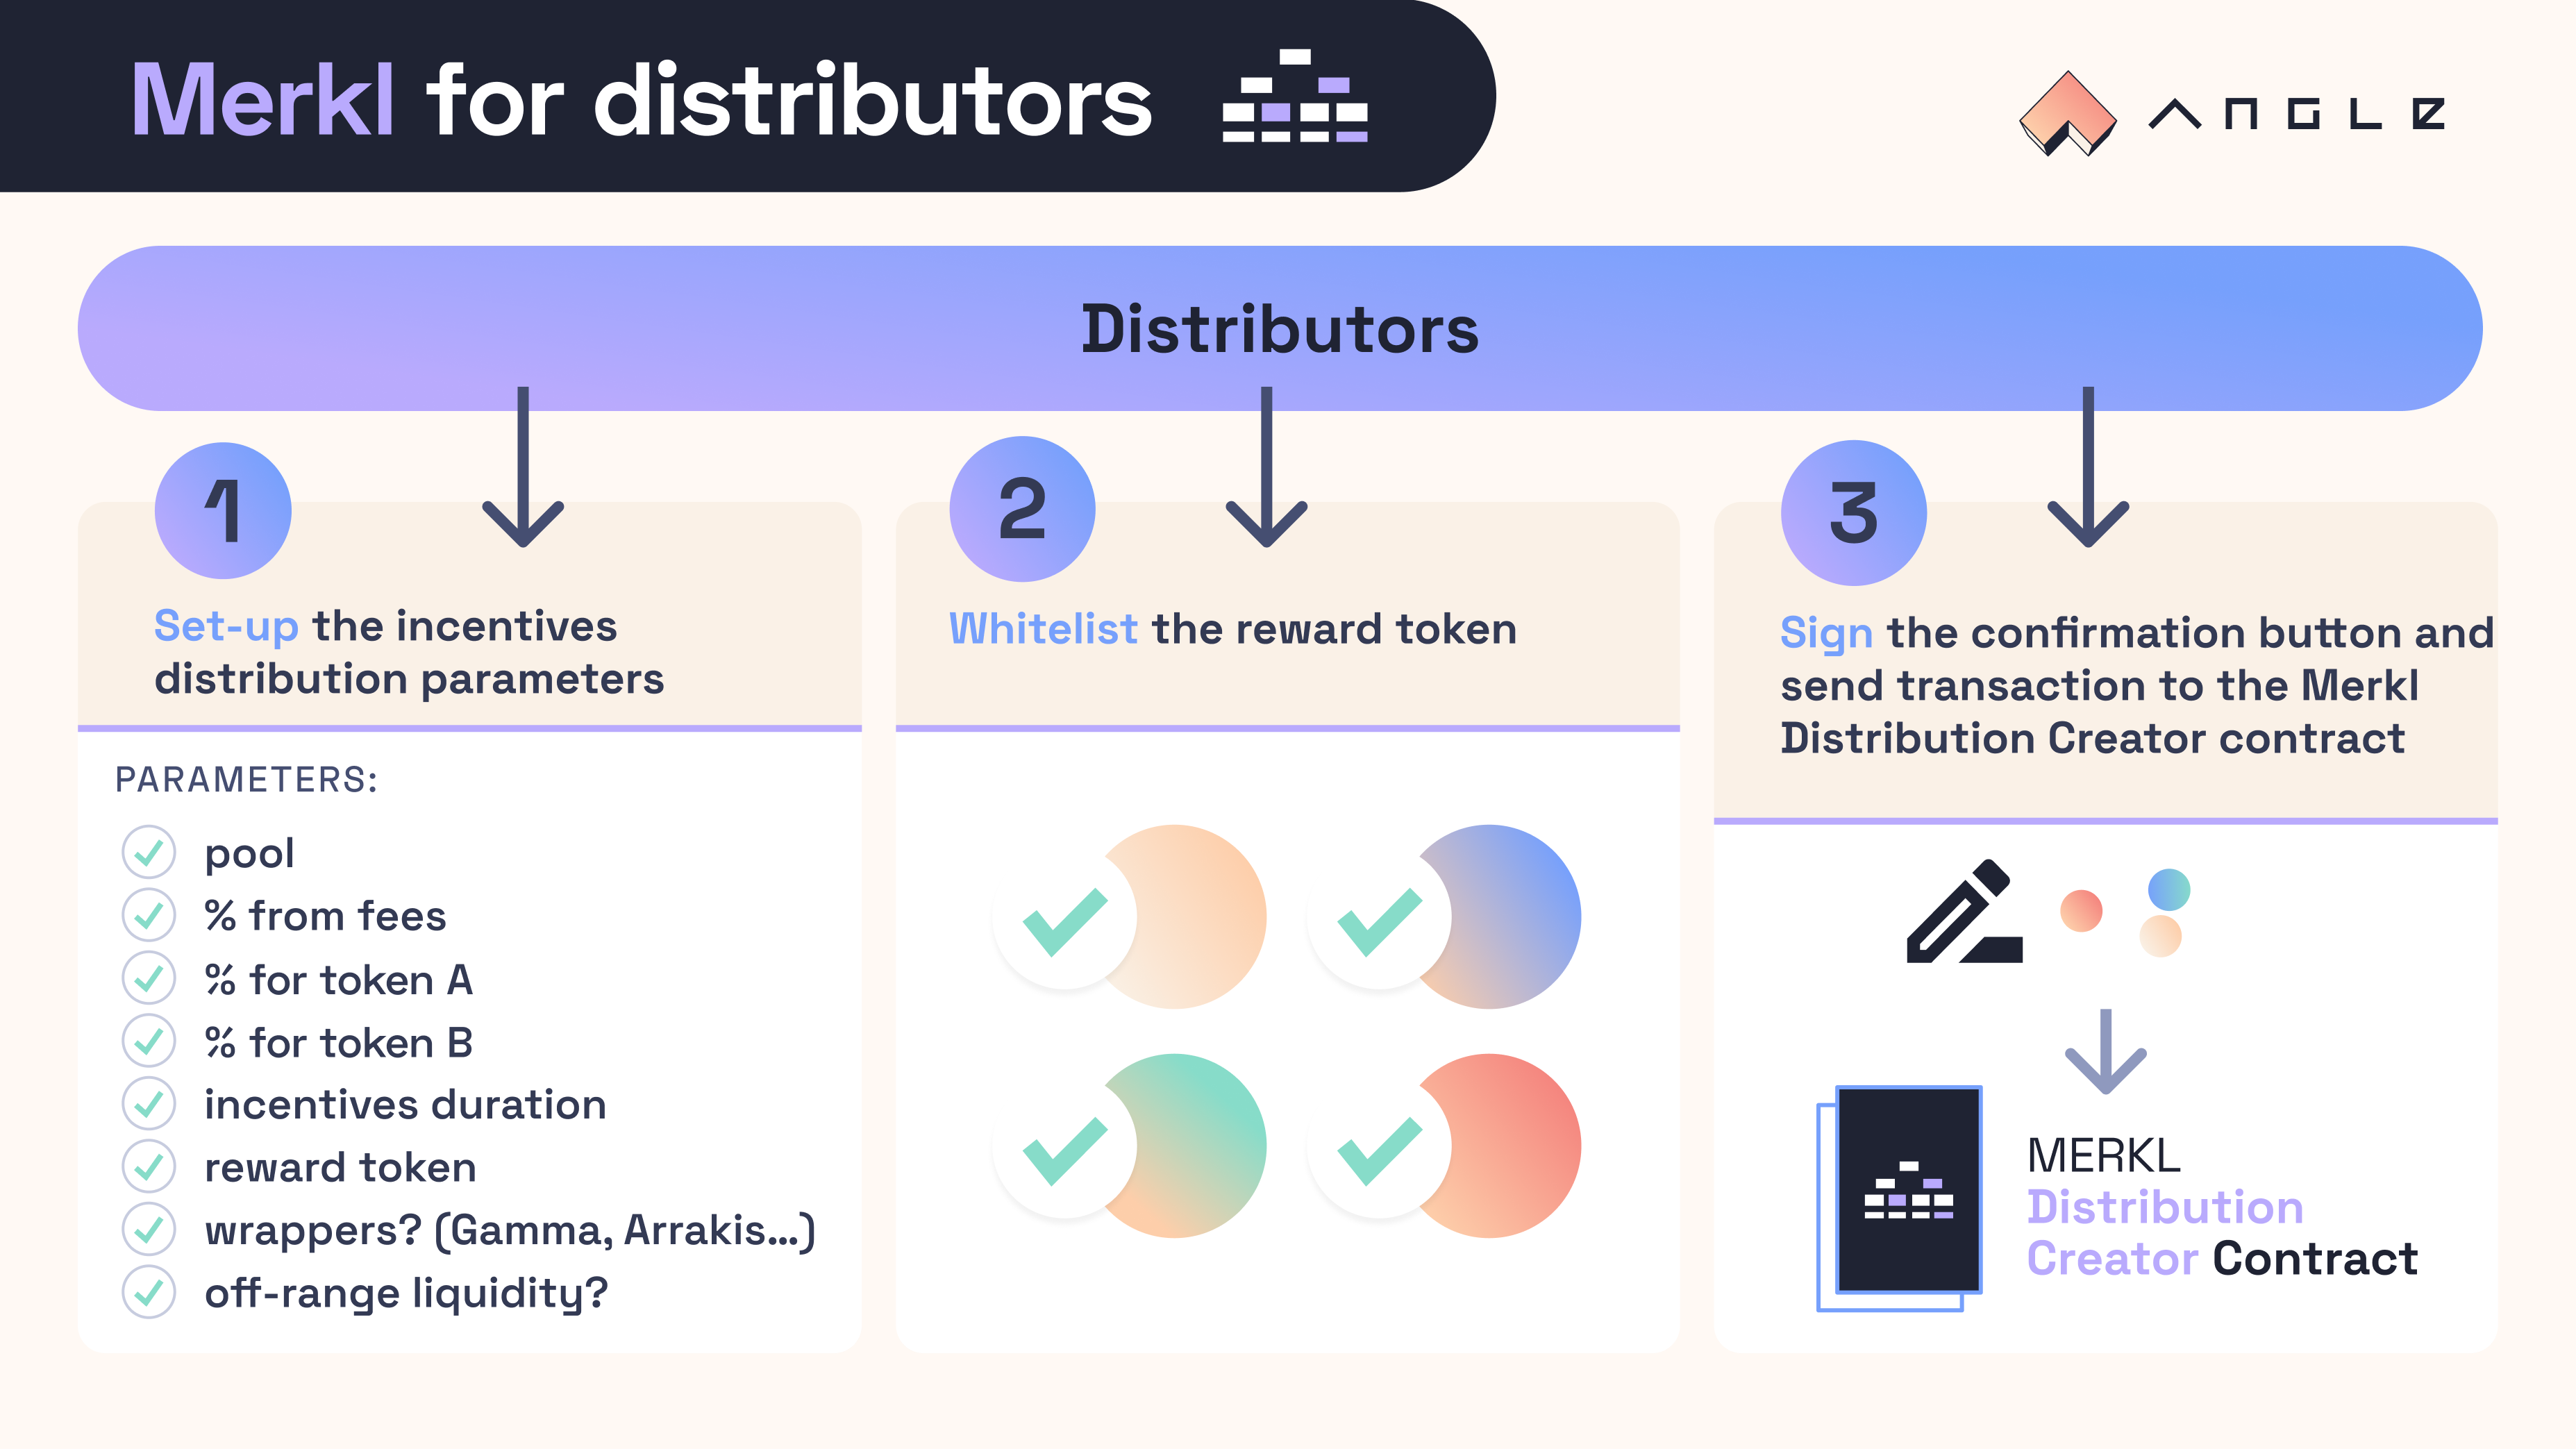 Merkl for distributors
ANGLE
Distributors
1
Set-up the incentives
distribution parameters
PARAMETERS:
pool
% from fees
% for token A
% for token B
incentives duration
reward token
wrappers? (Gamma, Arrakis...)
off-range liquidity?
2
Whitelist the reward token
3
Sign the confirmation button and
send transaction to the Merkl
Distribution Creator contract
MERKL
Distribution
Creator Contract